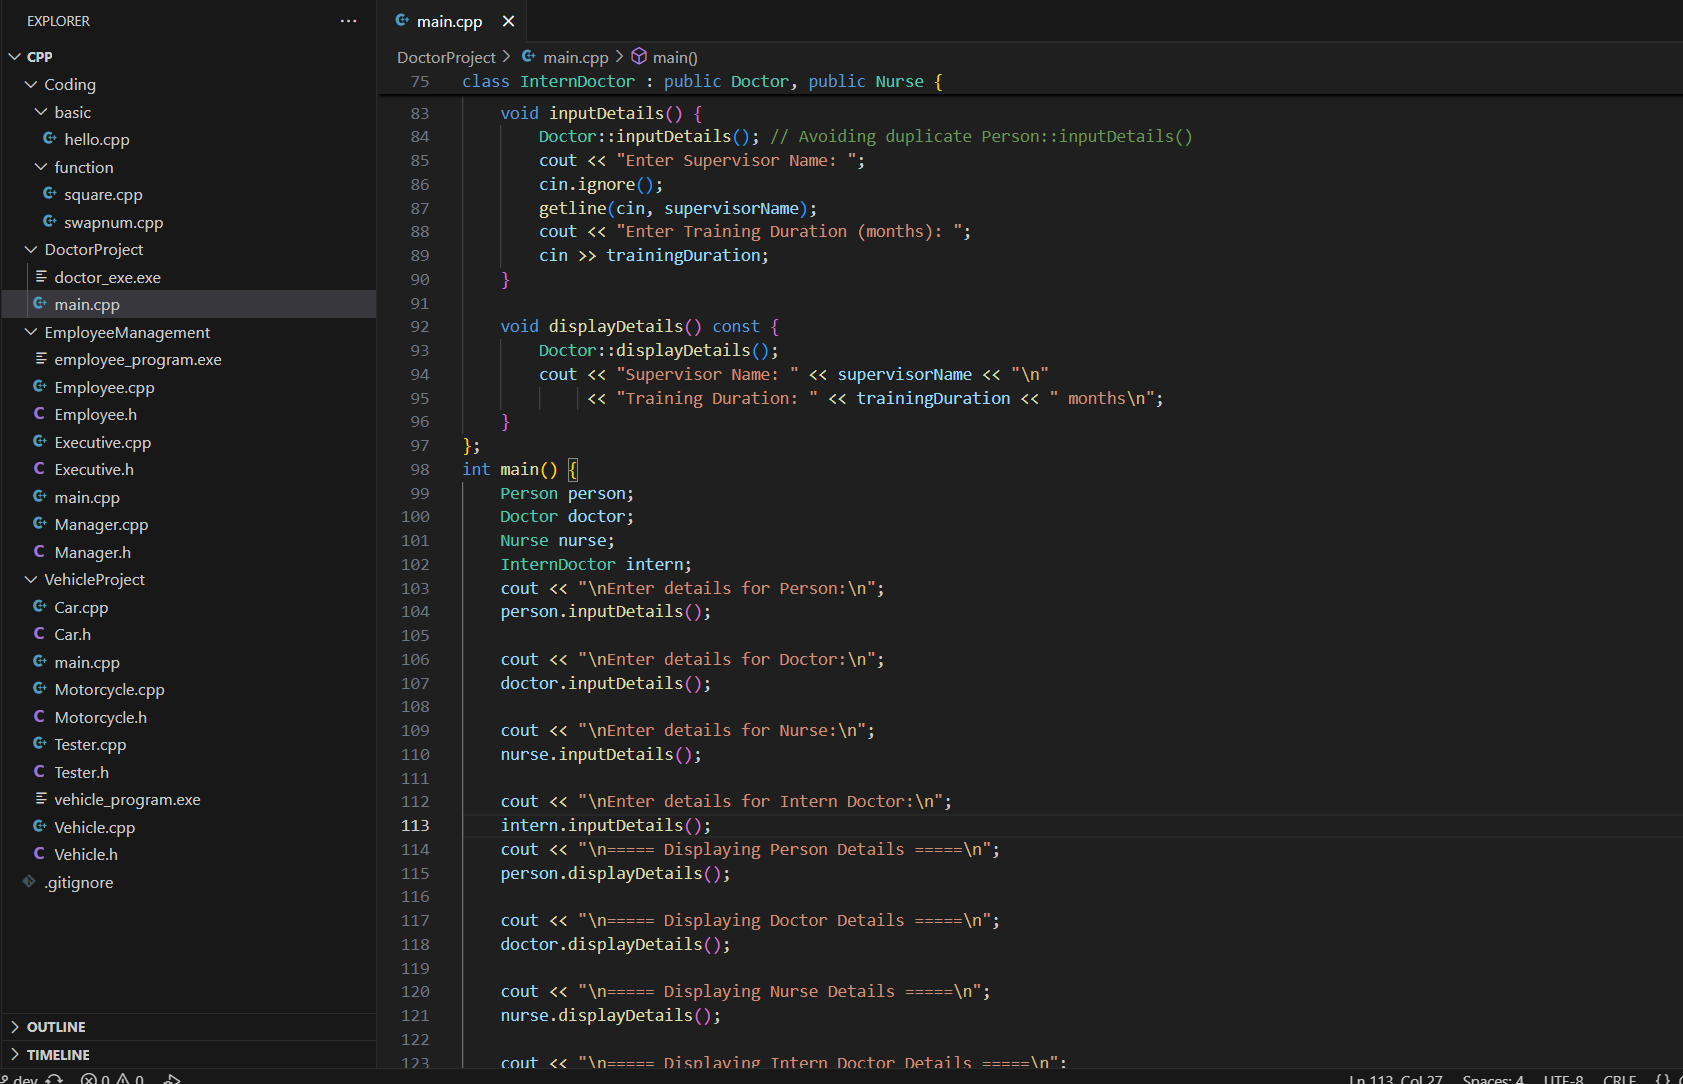 EXPLORER
CPP
Coding
basic
hello.cpp
function
square.cpp
swapnum.cpp
DoctorProject
doctor_exe.exe
main.cpp
EmployeeManagement
employee_program.exe
Employee.cpp
Employee.h
Executive.cpp
Executive.h
main.cpp
Manager.cpp
Manager.h
VehicleProject
Car.cpp
Car.h
main.cpp
Motorcycle.cpp
Motorcycle.h
Tester.cpp
Tester.h
vehicle_program.exe
Vehicle.cpp
Vehicle.h
.gitignore
OUTLINE
TIMELINE
main.cpp
DoctorProject > main.cpp > main()
75 class InternDoctor : public Doctor, public Nurse {
83     void inputDetails() {
84         Doctor::inputDetails(); // Avoiding duplicate Person::inputDetails()
85         cout << "Enter Supervisor Name: ";
86         cin.ignore();
87         getline(cin, supervisorName);
88         cout << "Enter Training Duration (months): ";
89         cin >> trainingDuration;
90     }
91
92     void displayDetails() const {
93         Doctor::displayDetails();
94         cout << "Supervisor Name: " << supervisorName << "\n"
95              << "Training Duration: " << trainingDuration << " months\n";
96     }
97 };
98 int main() {
99     Person person;
100     Doctor doctor;
101     Nurse nurse;
102     InternDoctor intern;
103     cout << "\nEnter details for Person:\n";
104     person.inputDetails();
105
106     cout << "\nEnter details for Doctor:\n";
107     doctor.inputDetails();
108
109     cout << "\nEnter details for Nurse:\n";
110     nurse.inputDetails();
111
112     cout << "\nEnter details for Intern Doctor:\n";
113     intern.inputDetails();
114     cout << "\n===== Displaying Person Details =====\n";
115     person.displayDetails();
116
117     cout << "\n===== Displaying Doctor Details =====\n";
118     doctor.displayDetails();
119
120     cout << "\n===== Displaying Nurse Details =====\n";
121     nurse.displayDetails();
122
123     cout << "\n===== Displaying Intern Doctor Details =====\n";
dev 0 0 Ln 113, Col 27 Spaces: 4 UTF-8 CRLF {}